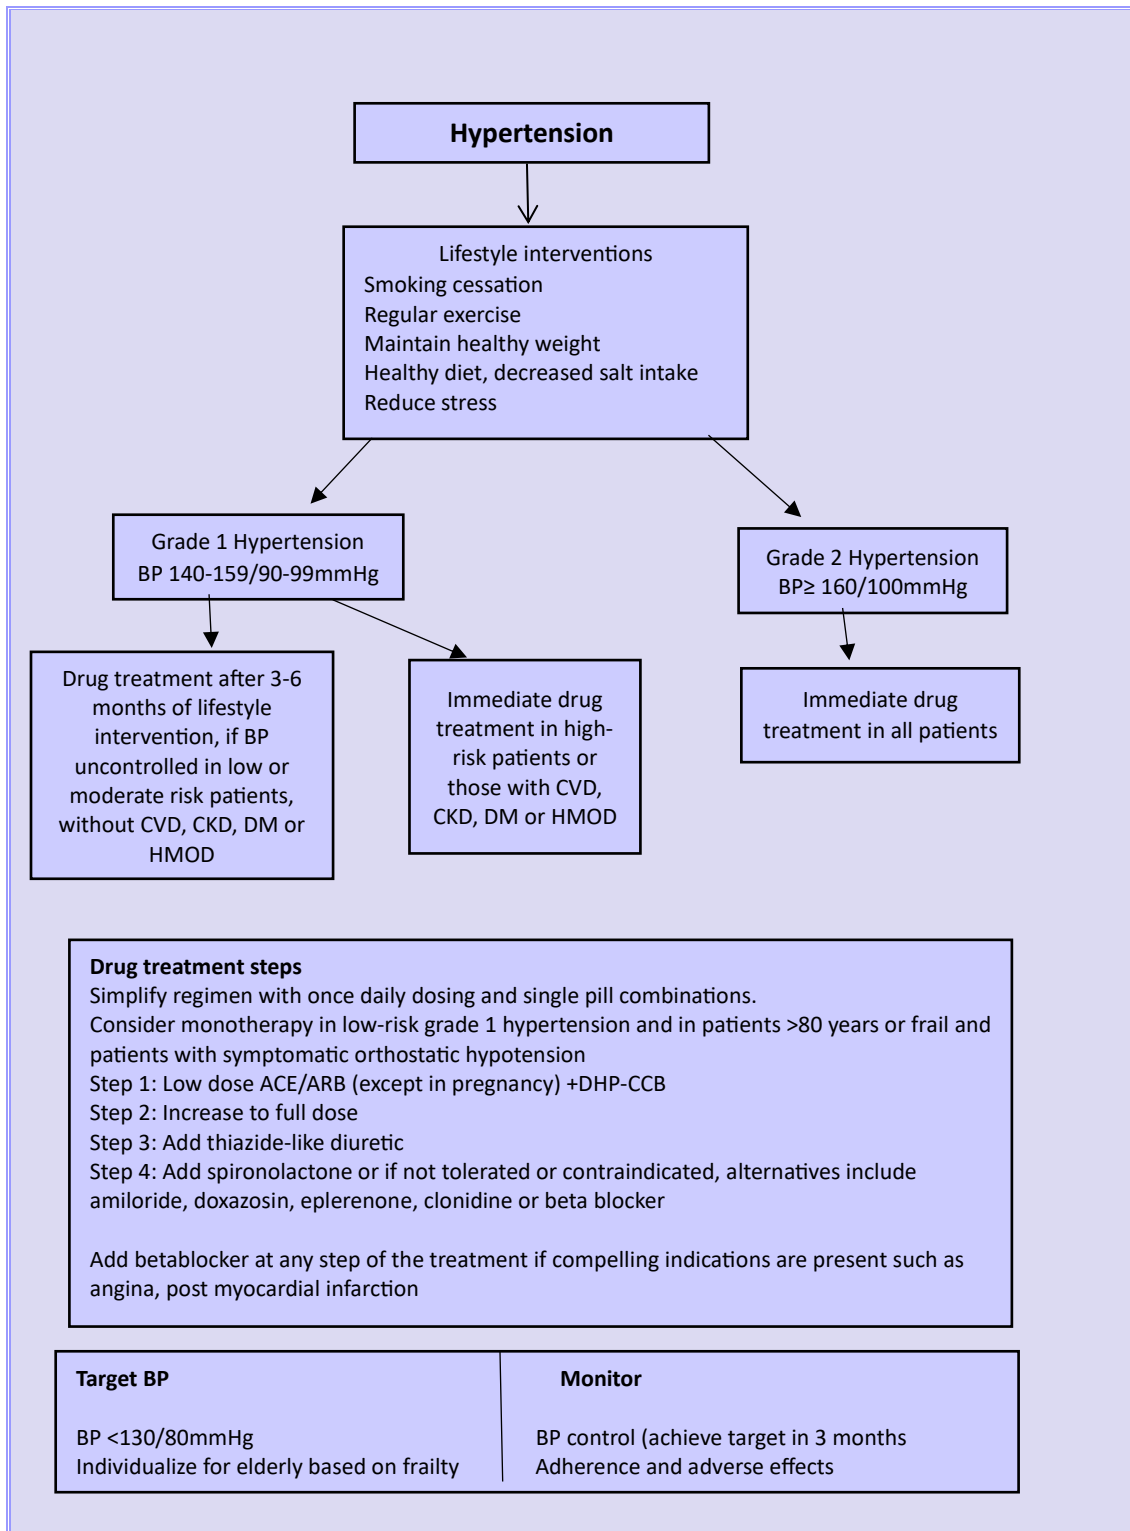 Hypertension
Lifestyle interventions
Smoking cessation
Regular exercise
Maintain healthy weight
Healthy diet, decreased salt intake
Reduce stress
Grade 1 Hypertension
BP 140-159/90-99mmHg
Grade 2 Hypertension
BP≥ 160/100mmHg
Drug treatment after 3-6
months of lifestyle
intervention, if BP
uncontrolled in low or
moderate risk patients,
without CVD, CKD, DM or
HMOD
Immediate drug
treatment in high-
risk patients or
those with CVD,
CKD, DM or HMOD
Immediate drug
treatment in all patients
Drug treatment steps
Simplify regimen with once daily dosing and single pill combinations.
Consider monotherapy in low-risk grade 1 hypertension and in patients >80 years or frail and
patients with symptomatic orthostatic hypotension
Step 1: Low dose ACE/ARB (except in pregnancy) +DHP-CCB
Step 2: Increase to full dose
Step 3: Add thiazide-like diuretic
Step 4: Add spironolactone or if not tolerated or contraindicated, alternatives include
amiloride, doxazosin, eplerenone, clonidine or beta blocker
Add betablocker at any step of the treatment if compelling indications are present such as
angina, post myocardial infarction
Target BP
BP <130/80mmHg
Individualize for elderly based on frailty
Monitor
BP control (achieve target in 3 months
Adherence and adverse effects